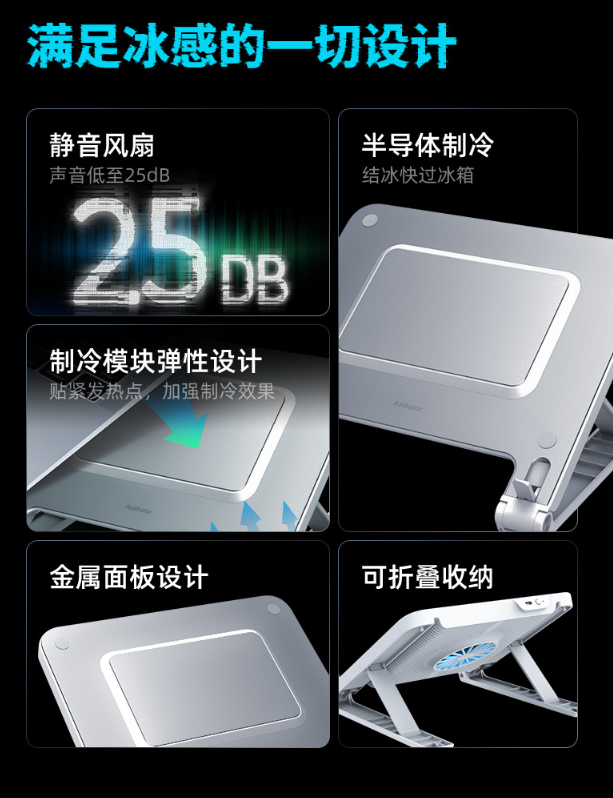 满足冰感的一切设计
静音风扇
声音低至25dB
25DB
半导体制冷
结冰快过冰箱
Radiator
制冷模块弹性设计
贴紧发热点，加强制冷效果
Radiator
金属面板设计
可折叠收纳